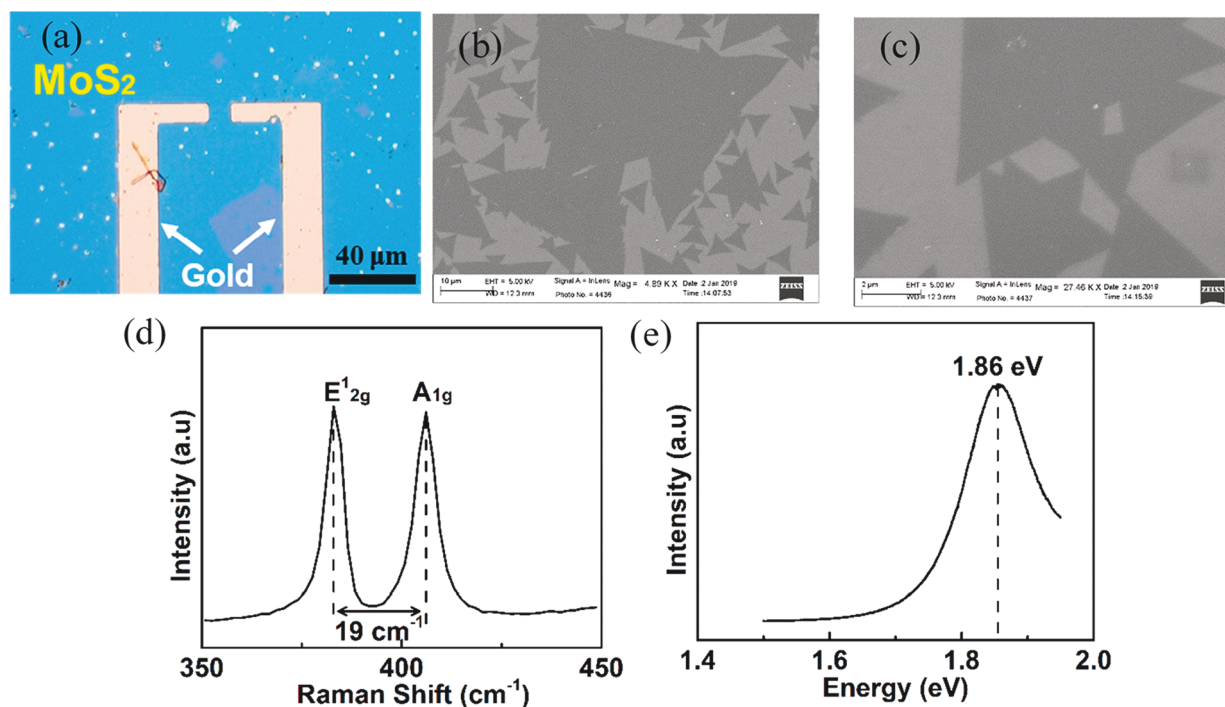 (a)
MoS₂
Gold
40 µm
(b)
10 µm
EHT = 5.00 kV
WD = 12.3 mm
Signal A = InLens
Photo No. = 4436
Mag = 4.89 K X
Date :2 Jan 2019
Time :14:07:53
ZEISS
(c)
2 µm
EHT = 5.00 kV
WD = 12.3 mm
Signal A = InLens
Photo No. = 4437
Mag = 27.46 K X
Date :2 Jan 2019
Time :14:15:39
ZEISS
(d)
E¹₂g
A₁g
19 cm⁻¹
Intensity (a.u)
350
400
450
Raman Shift (cm⁻¹)
(e)
1.86 eV
Intensity (a.u)
1.4
1.6
1.8
2.0
Energy (eV)